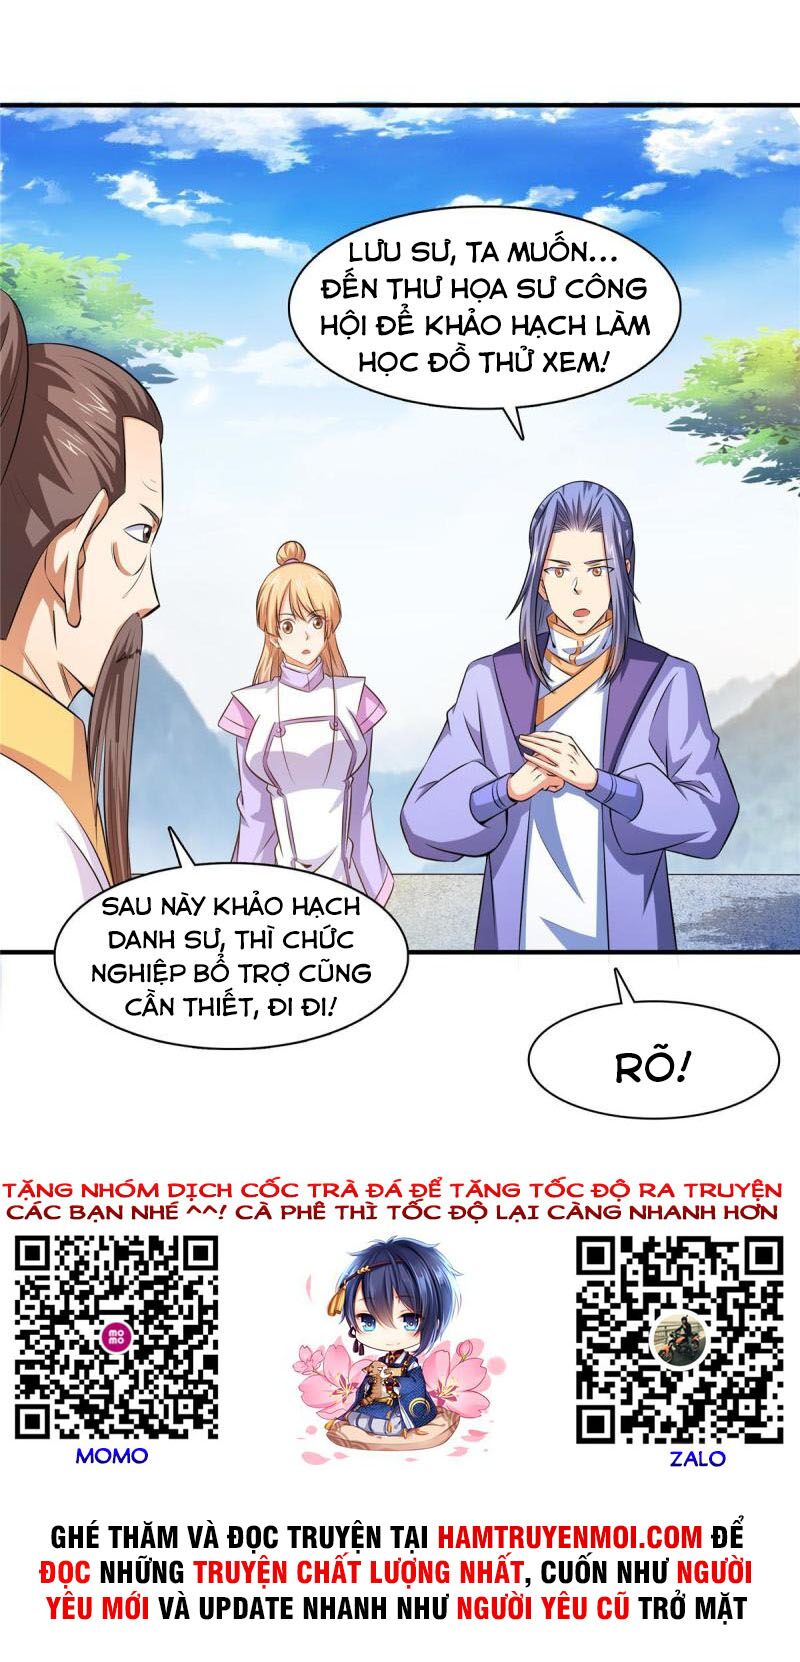 LƯU SƯ, TA MUỐN...
ĐẾN THƯ HỌA SƯ CÔNG
HỘI ĐỂ KHẢO HẠCH LÀM
HỌC ĐỒ THỬ XEM!
SAU NÀY KHẢO HẠCH
DANH SƯ, THÌ CHỨC
NGHIỆP BỔ TRỢ CŨNG
CẦN THIẾT, ĐI ĐI!
RÕ!
TẶNG NHÓM DỊCH CỐC TRÀ ĐÁ ĐỂ TĂNG TỐC ĐỘ RA TRUYỆN
CÁC BẠN NHÉ ^^! CÀ PHÊ THÌ TỐC ĐỘ LẠI CÀNG NHANH HƠN
mo
mo
MOMO
ZALO
GHÉ THĂM VÀ ĐỌC TRUYỆN TẠI HAMTRUYENMOI.COM ĐỂ
ĐỌC NHỮNG TRUYỆN CHẤT LƯỢNG NHẤT, CUỐN NHƯ NGƯỜI
YÊU MỚI VÀ UPDATE NHANH NHƯ NGƯỜI YÊU CŨ TRỞ MẶT